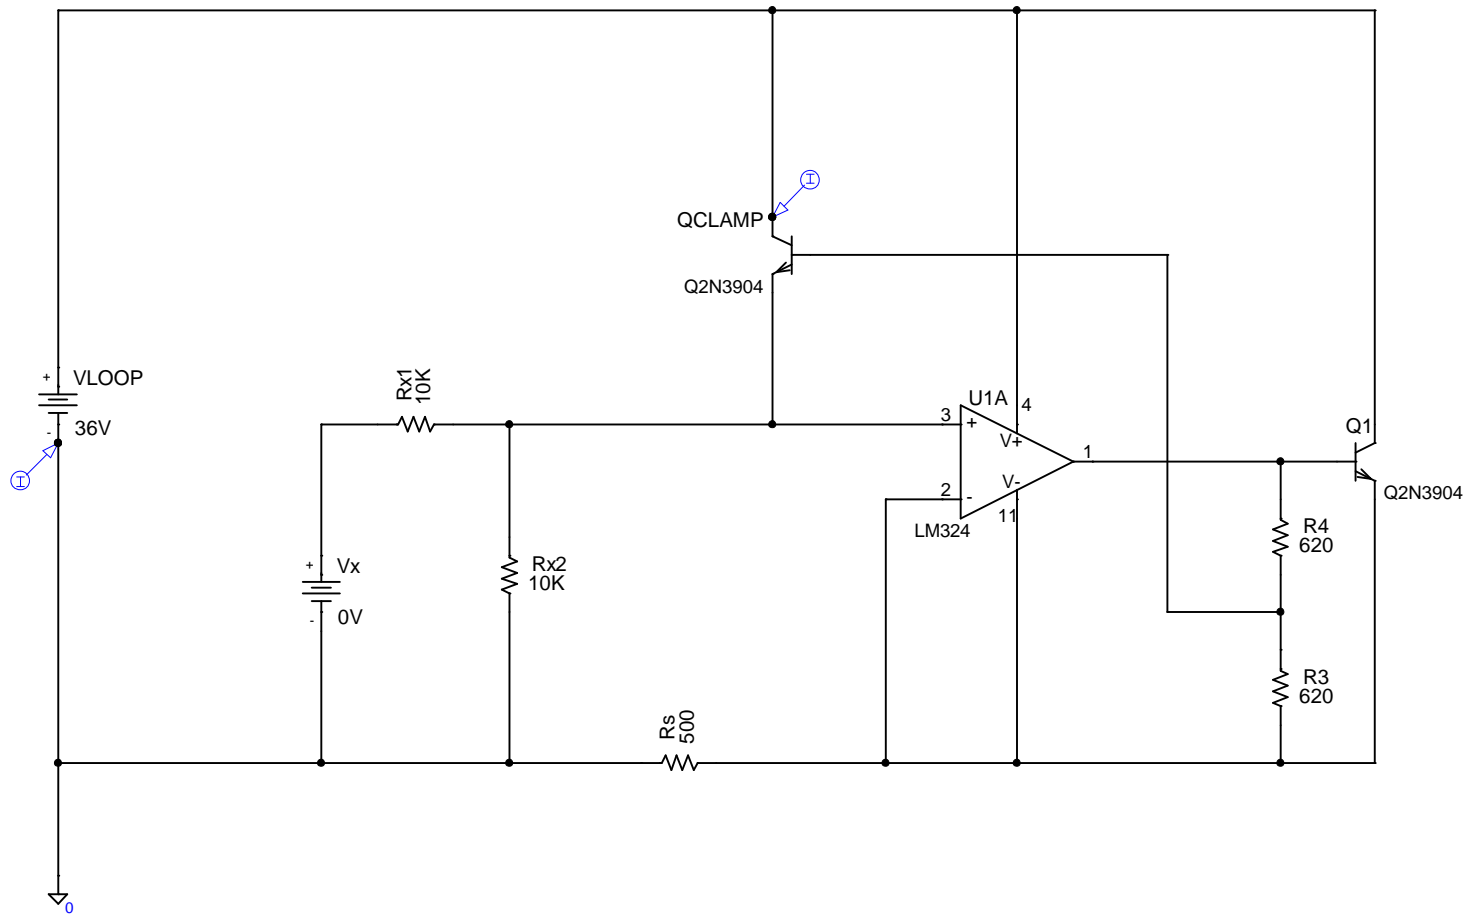 I
QCLAMP
Q2N3904
+ VLOOP
- 36V
I
Rx1
10K
U1A
3
+
4
V+
1
2
-
V-
11
LM324
Q1
Q2N3904
+ Vx
- 0V
Rx2
10K
R4
620
R3
620
Rs
500
0